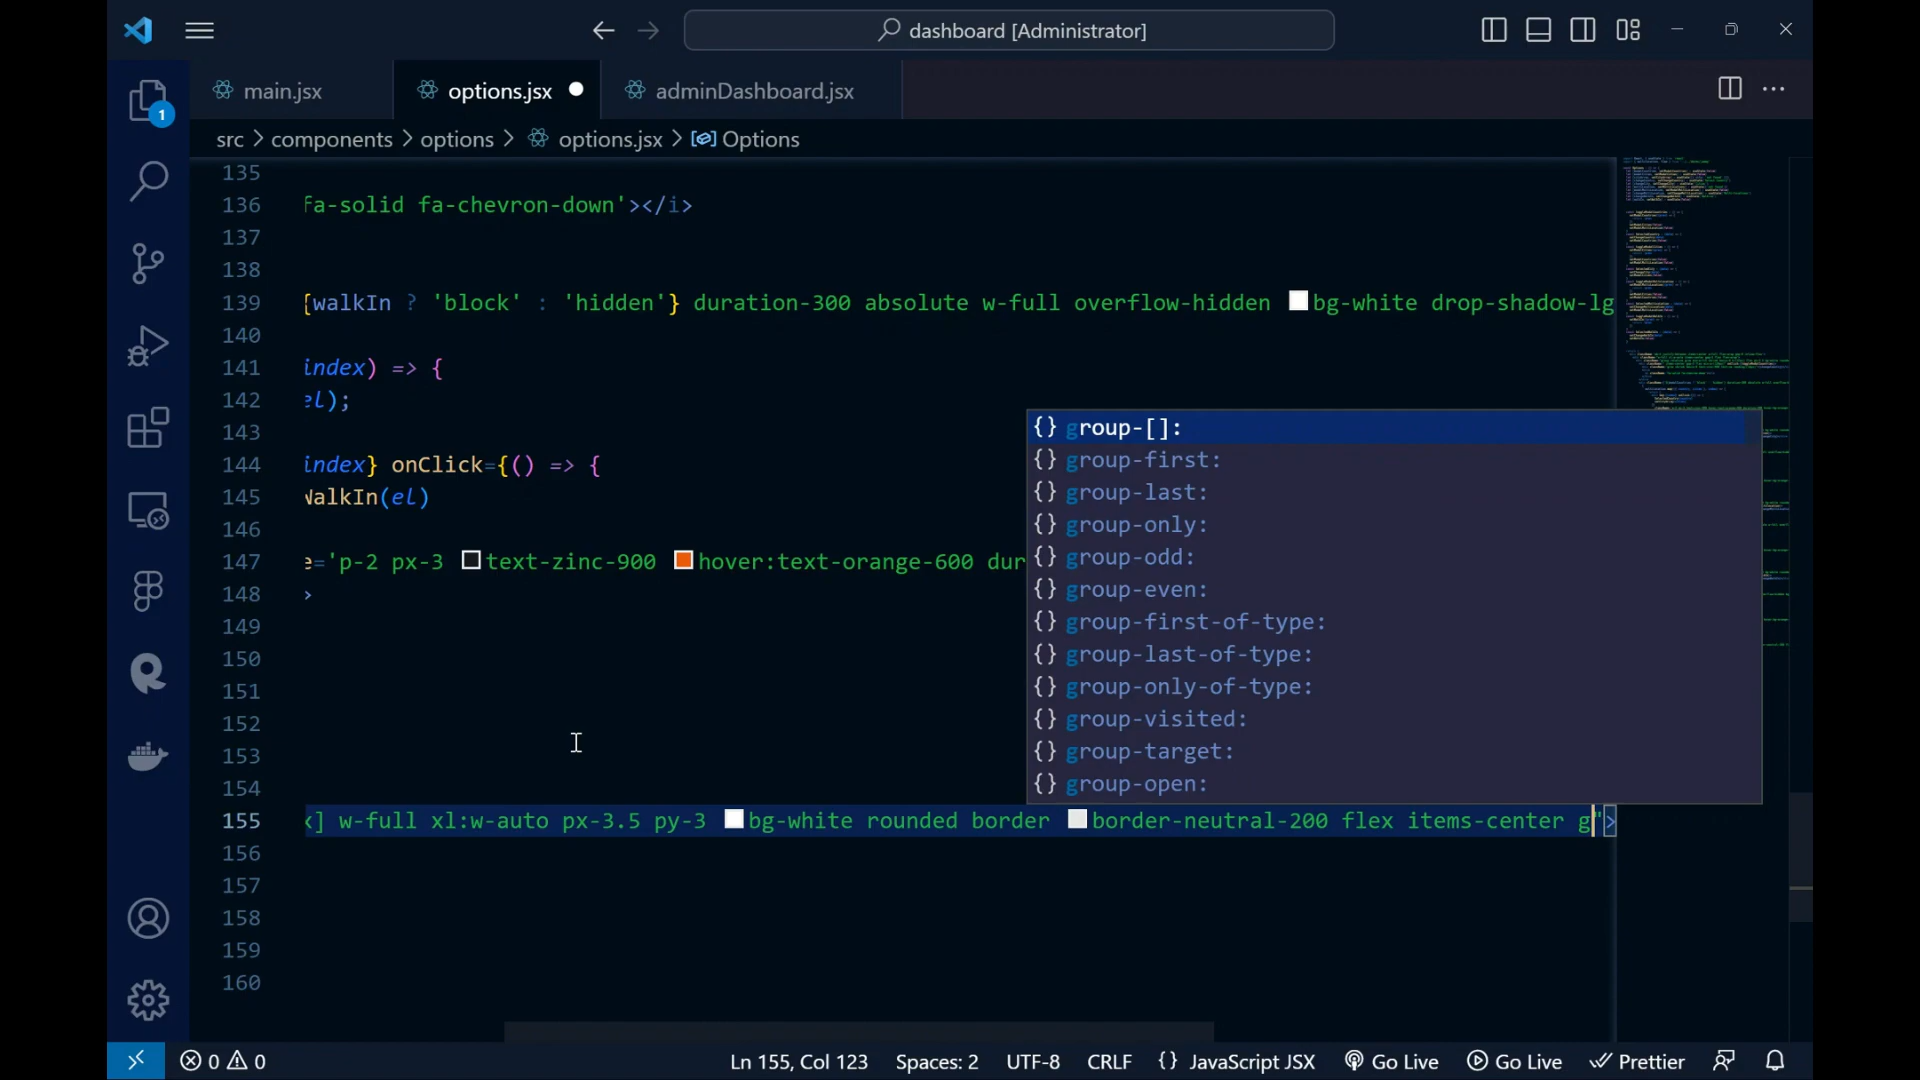 dashboard [Administrator]
main.jsx
options.jsx
adminDashboard.jsx
1
src > components > options > options.jsx > Options
135
136 fa-solid fa-chevron-down'></i>
137
138
139 {walkIn ? 'block' : 'hidden'} duration-300 absolute w-full overflow-hidden bg-white drop-shadow-lg
140
141 index) => {
142 el);
143
144 index} onClick={() => {
145 WalkIn(el)
146
147 e='p-2 px-3 text-zinc-900 hover:text-orange-600 dur
148 >
149
150
151
152
153
154
155 x] w-full xl:w-auto px-3.5 py-3 bg-white rounded border border-neutral-200 flex items-center g">
156
157
158
159
160
{} group-[]:
{} group-first:
{} group-last:
{} group-only:
{} group-odd:
{} group-even:
{} group-first-of-type:
{} group-last-of-type:
{} group-only-of-type:
{} group-visited:
{} group-target:
{} group-open:
0 0
Ln 155, Col 123
Spaces: 2
UTF-8
CRLF
{} JavaScript JSX
Go Live
Go Live
Prettier